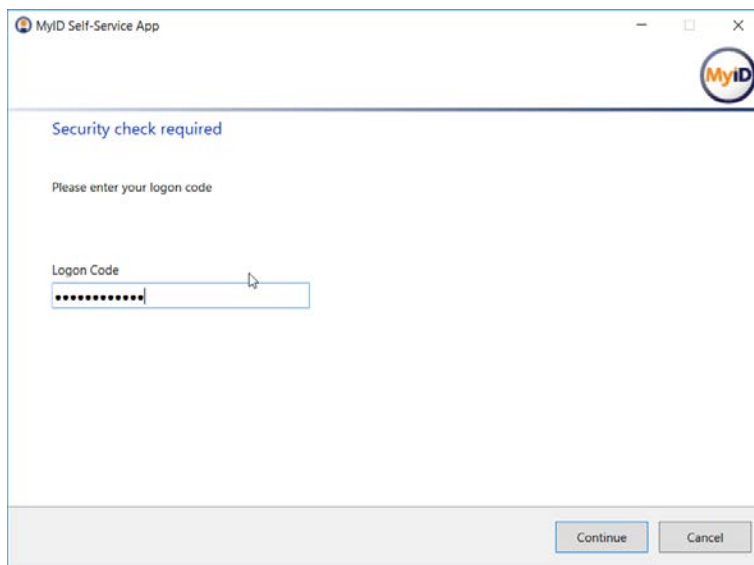 MyID Self-Service App
MyiD
Security check required
Please enter your logon code
Logon Code
••••••••••••
Continue Cancel